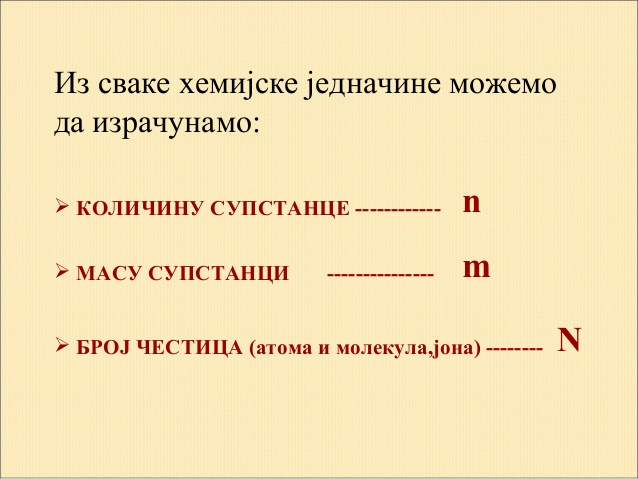 Из сваке хемијске једначине можемо
да израчунамо:
➢ КОЛИЧИНУ СУПСТАНЦЕ ------------ n
➢ МАСУ СУПСТАНЦИ --------------- m
➢ БРОЈ ЧЕСТИЦА (атома и молекула,јона) -------- N